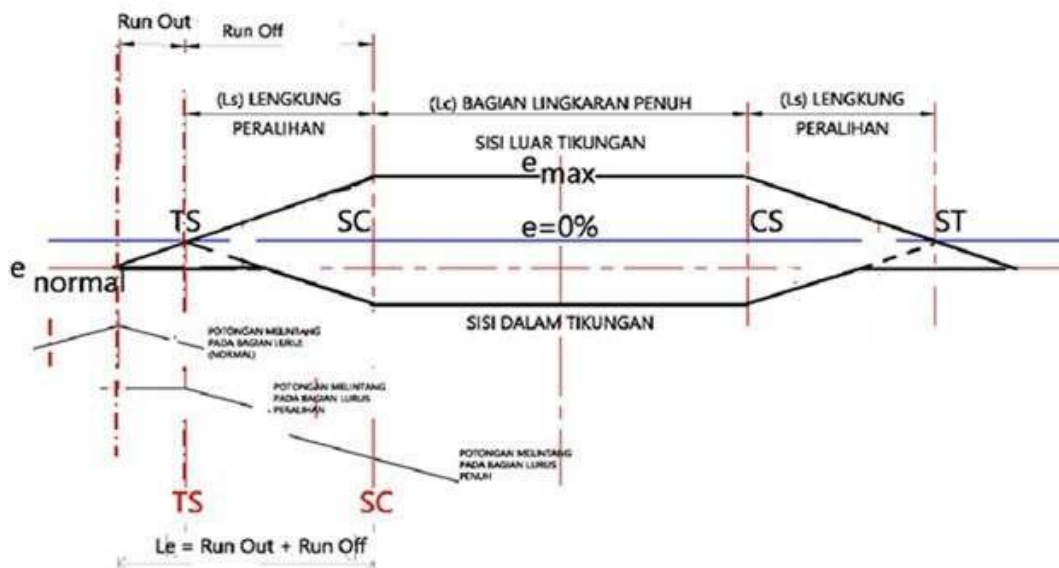 Run Out
Run Off
(Ls) LENGKUNG
PERALIHAN
(Lc) BAGIAN LINGKARAN PENUH
(Ls) LENGKUNG
PERALIHAN
SISI LUAR TIKUNGAN
e max
TS
SC
e=0%
CS
ST
e normal
SISI DALAM TIKUNGAN
POTONGAN MELINTANG
PADA BAGIAN LURUS
(NORMAL)
POTONGAN MELINTANG
PADA BAGIAN LURUS
PERALIHAN
POTONGAN MELINTANG
PADA BAGIAN LURUS
PENUH
TS
SC
Le = Run Out + Run Off